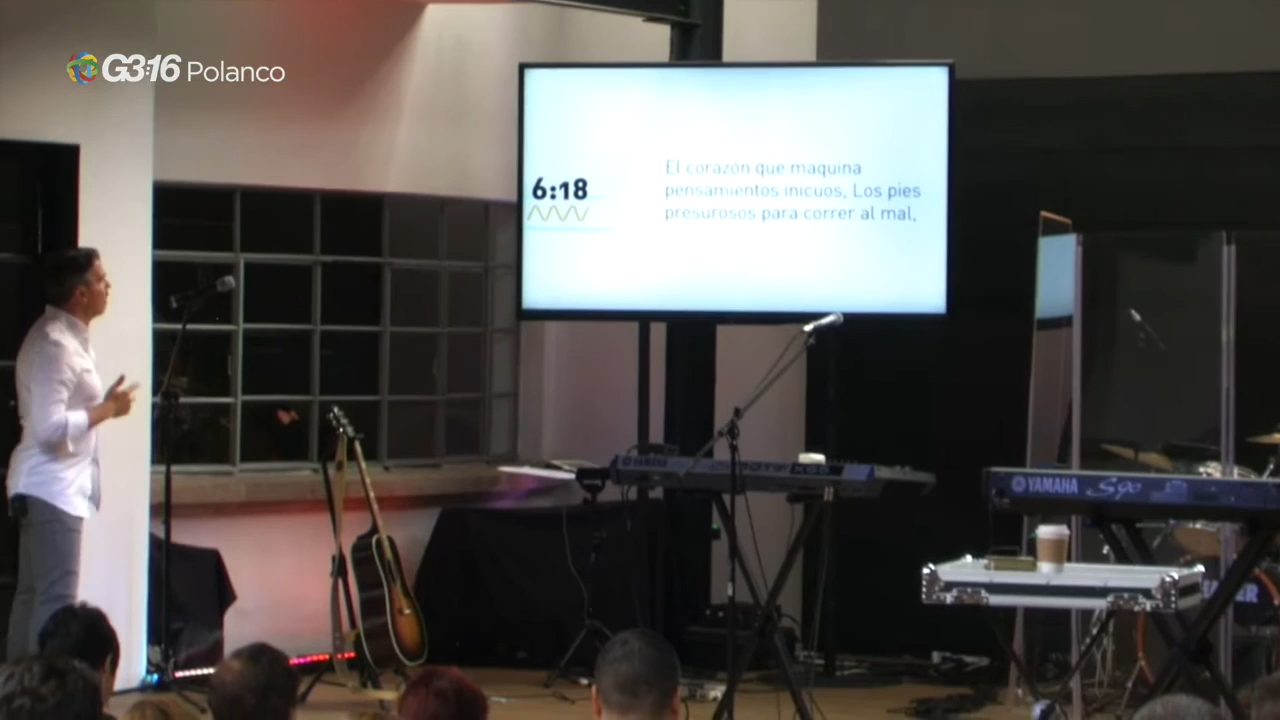 G3:16 Polanco
6:18
El corazón que maquina
pensamientos inicuos, Los pies
presurosos para correr al mal,
YAMAHA
YAMAHA S90